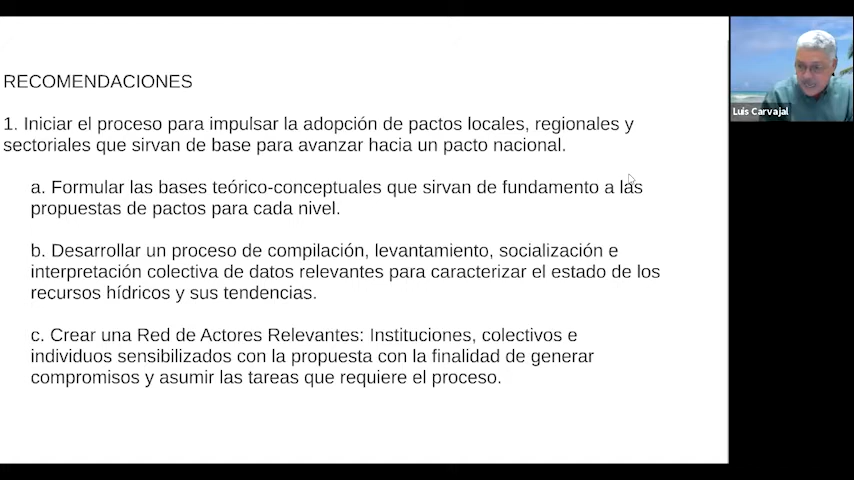 RECOMENDACIONES
1. Iniciar el proceso para impulsar la adopción de pactos locales, regionales y
sectoriales que sirvan de base para avanzar hacia un pacto nacional.
a. Formular las bases teórico-conceptuales que sirvan de fundamento a las
propuestas de pactos para cada nivel.
b. Desarrollar un proceso de compilación, levantamiento, socialización e
interpretación colectiva de datos relevantes para caracterizar el estado de los
recursos hídricos y sus tendencias.
c. Crear una Red de Actores Relevantes: Instituciones, colectivos e
individuos sensibilizados con la propuesta con la finalidad de generar
compromisos y asumir las tareas que requiere el proceso.
Luis Carvajal